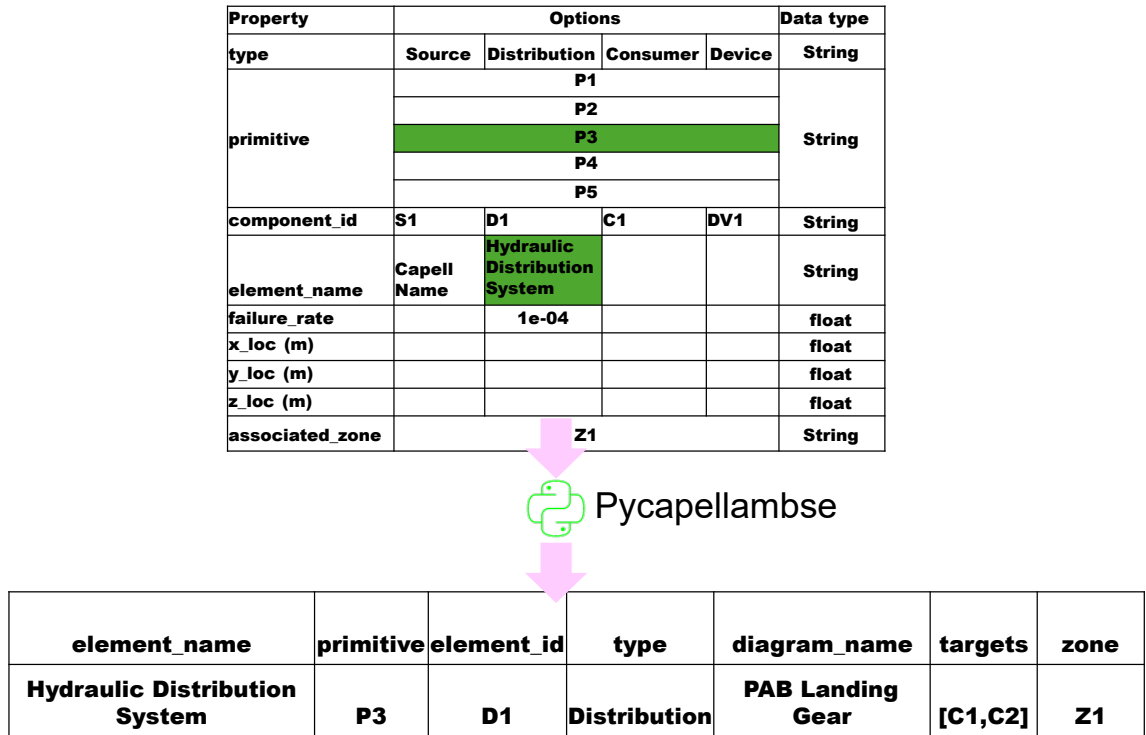 Property Options Data type
type Source Distribution Consumer Device String
P1
P2
primitive P3 String
P4
P5
component_id S1 D1 C1 DV1 String
element_name Capell Name Hydraulic Distribution System String
failure_rate 1e-04 float
x_loc (m) float
y_loc (m) float
z_loc (m) float
associated_zone Z1 String
Pycapellambse
element_name primitive element_id type diagram_name targets zone
Hydraulic Distribution System P3 D1 Distribution PAB Landing Gear [C1,C2] Z1